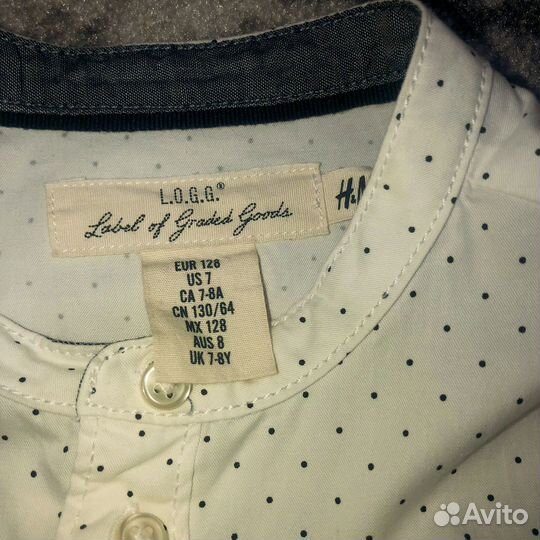 L.O.G.G.®
Label of Graded Goods
H&M
EUR 128
US 7
CA 7-8A
CN 130/64
MX 128
AUS 8
UK 7-8Y
Avito